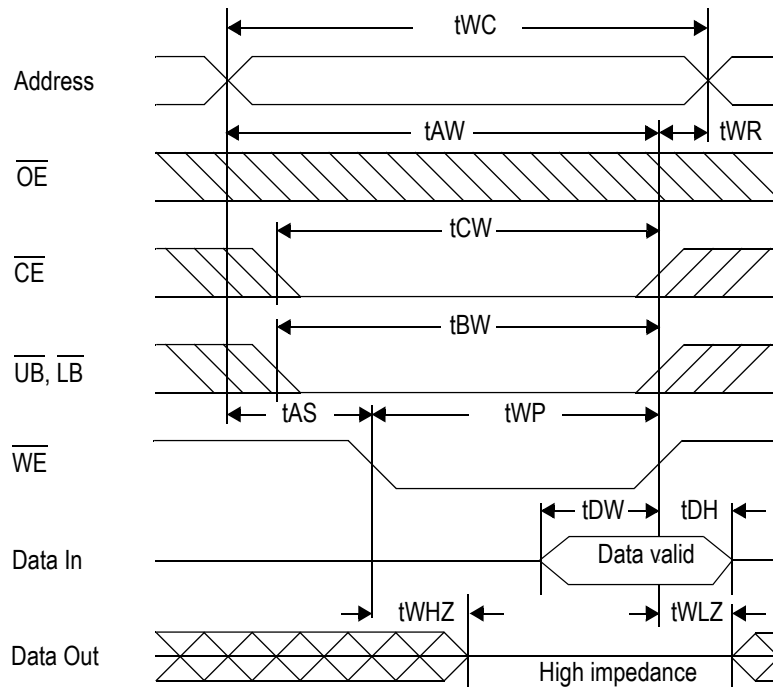 tWC
Address
tAW
tWR
OE
tCW
CE
tBW
UB, LB
tAS
tWP
WE
tDW
tDH
Data In
Data valid
tWHZ
tWLZ
Data Out
High impedance